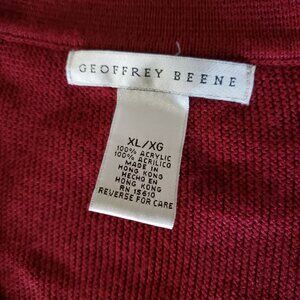 GEOFFREY BEENE
XL/XG
100% ACRYLIC
100% ACRILICO
MADE IN
HONG KONG
HECHO EN
HONG KONG
RN 15610
REVERSE FOR CARE